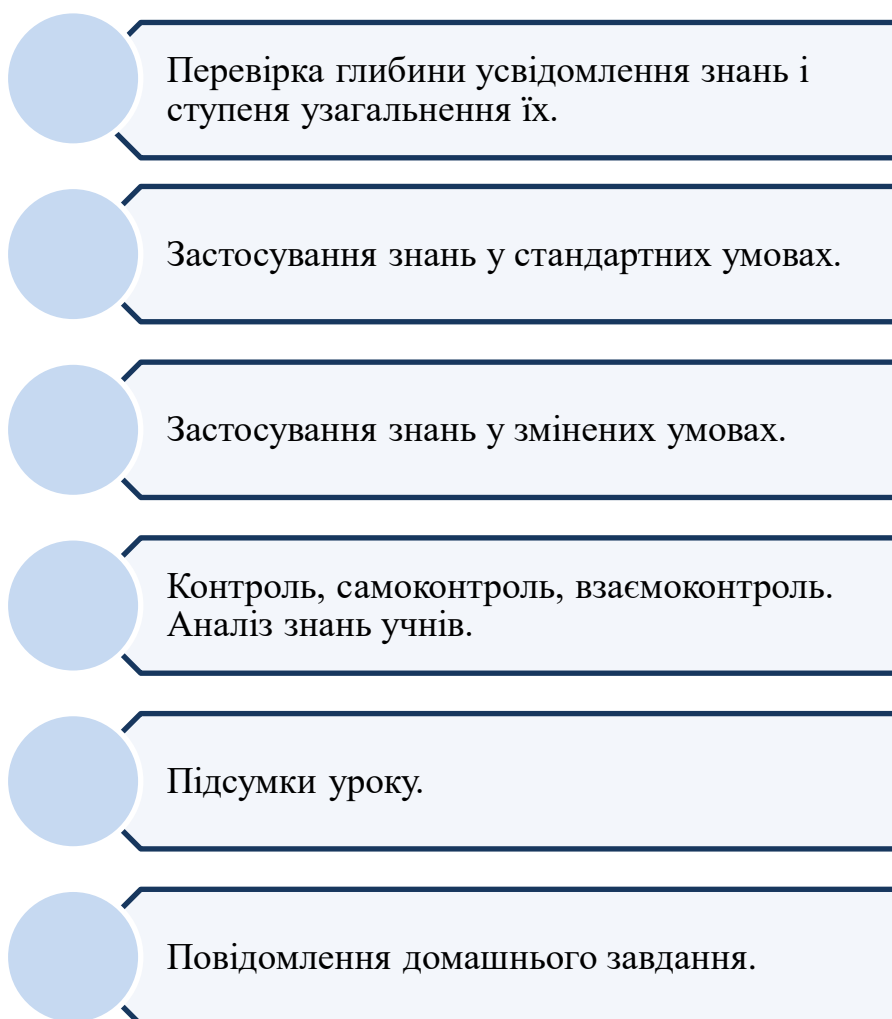 Перевірка глибини усвідомлення знань і
ступеня узагальнення їх.
Застосування знань у стандартних умовах.
Застосування знань у змінених умовах.
Контроль, самоконтроль, взаємоконтроль.
Аналіз знань учнів.
Підсумки уроку.
Повідомлення домашнього завдання.